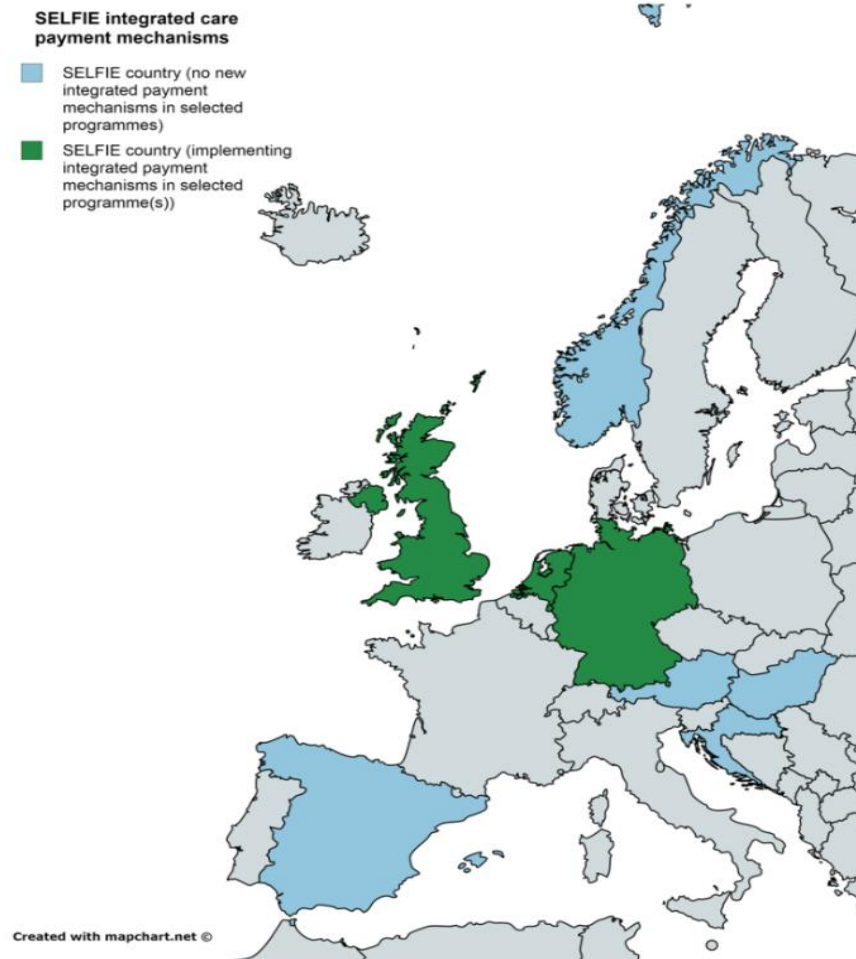 SELFIE integrated care
payment mechanisms
SELFIE country (no new
integrated payment
mechanisms in selected
programmes)
SELFIE country (implementing
integrated payment
mechanisms in selected
programme(s))
Created with mapchart.net ©